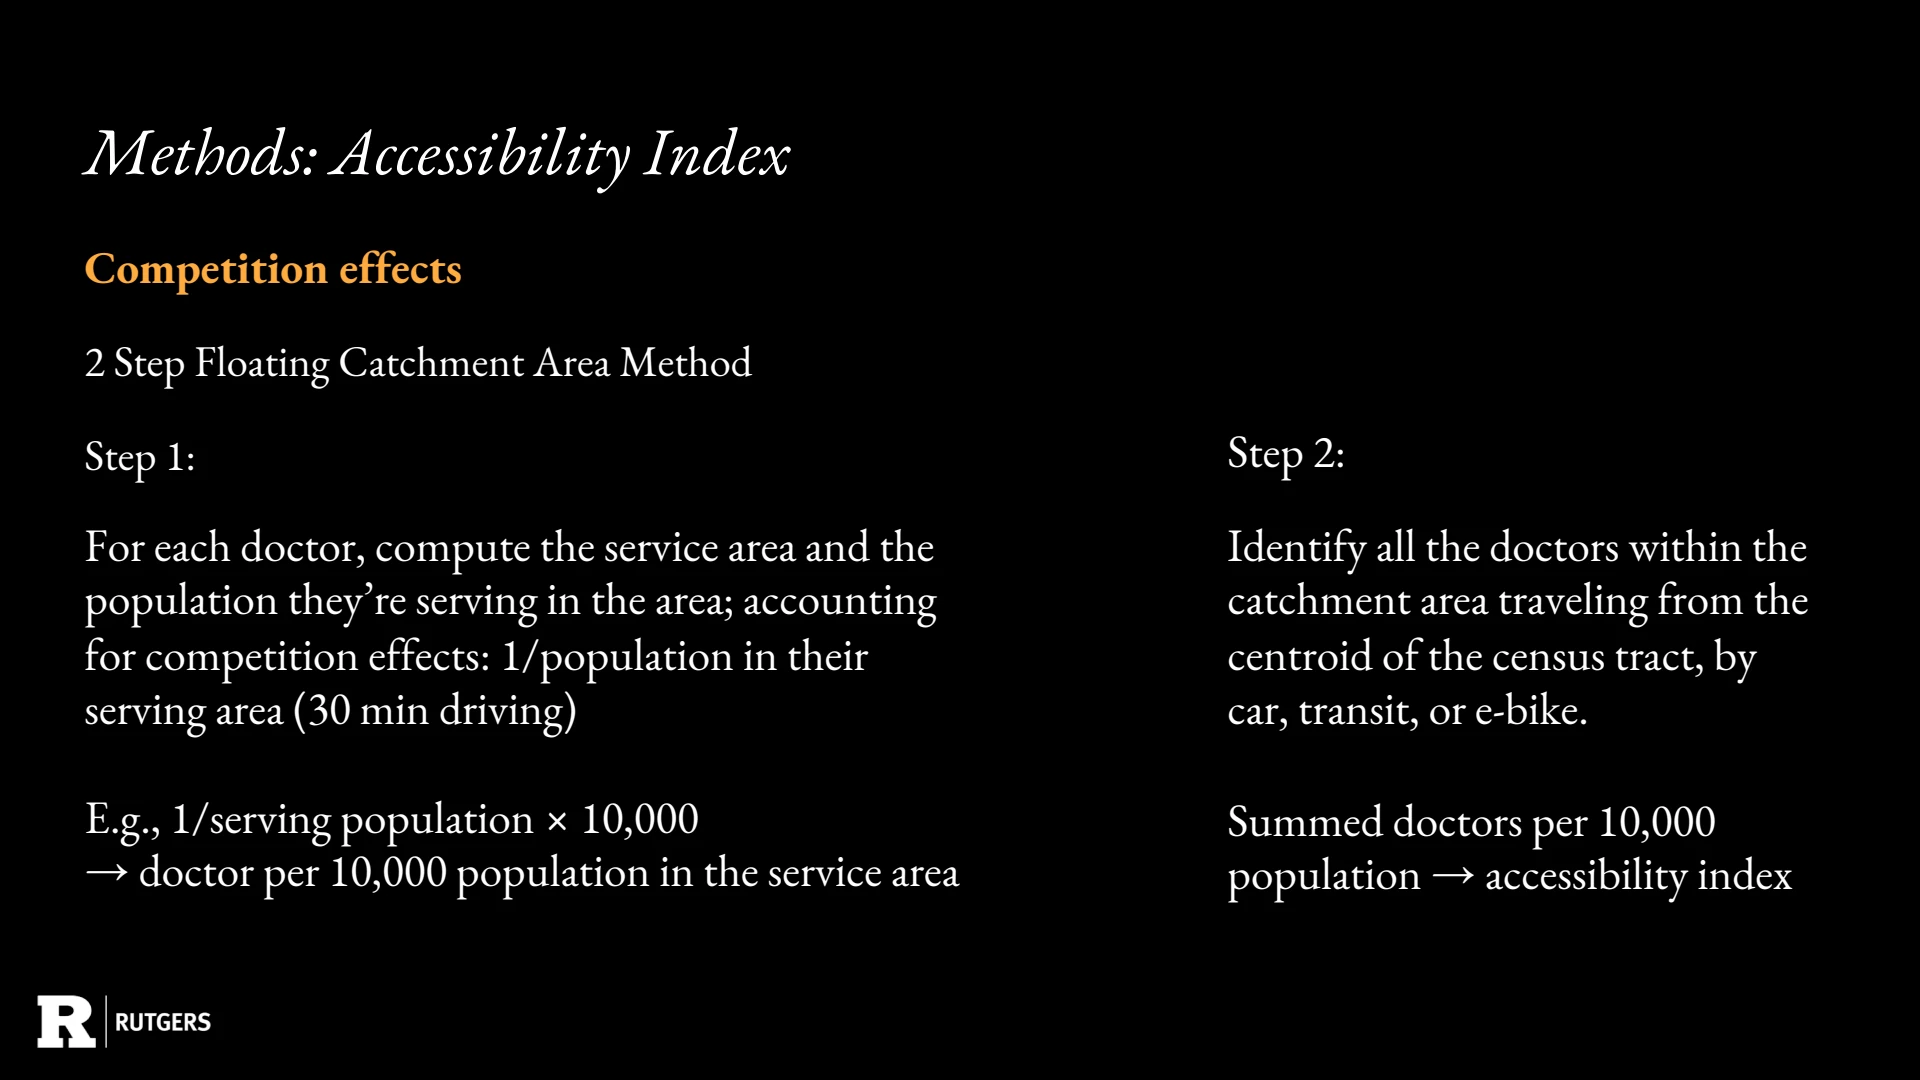 Methods: Accessibility Index
Competition effects
2 Step Floating Catchment Area Method
Step 1:
For each doctor, compute the service area and the
population they’re serving in the area; accounting
for competition effects: 1/population in their
serving area (30 min driving)
E.g., 1/serving population × 10,000
→ doctor per 10,000 population in the service area
Step 2:
Identify all the doctors within the
catchment area traveling from the
centroid of the census tract, by
car, transit, or e-bike.
Summed doctors per 10,000
population → accessibility index
R RUTGERS